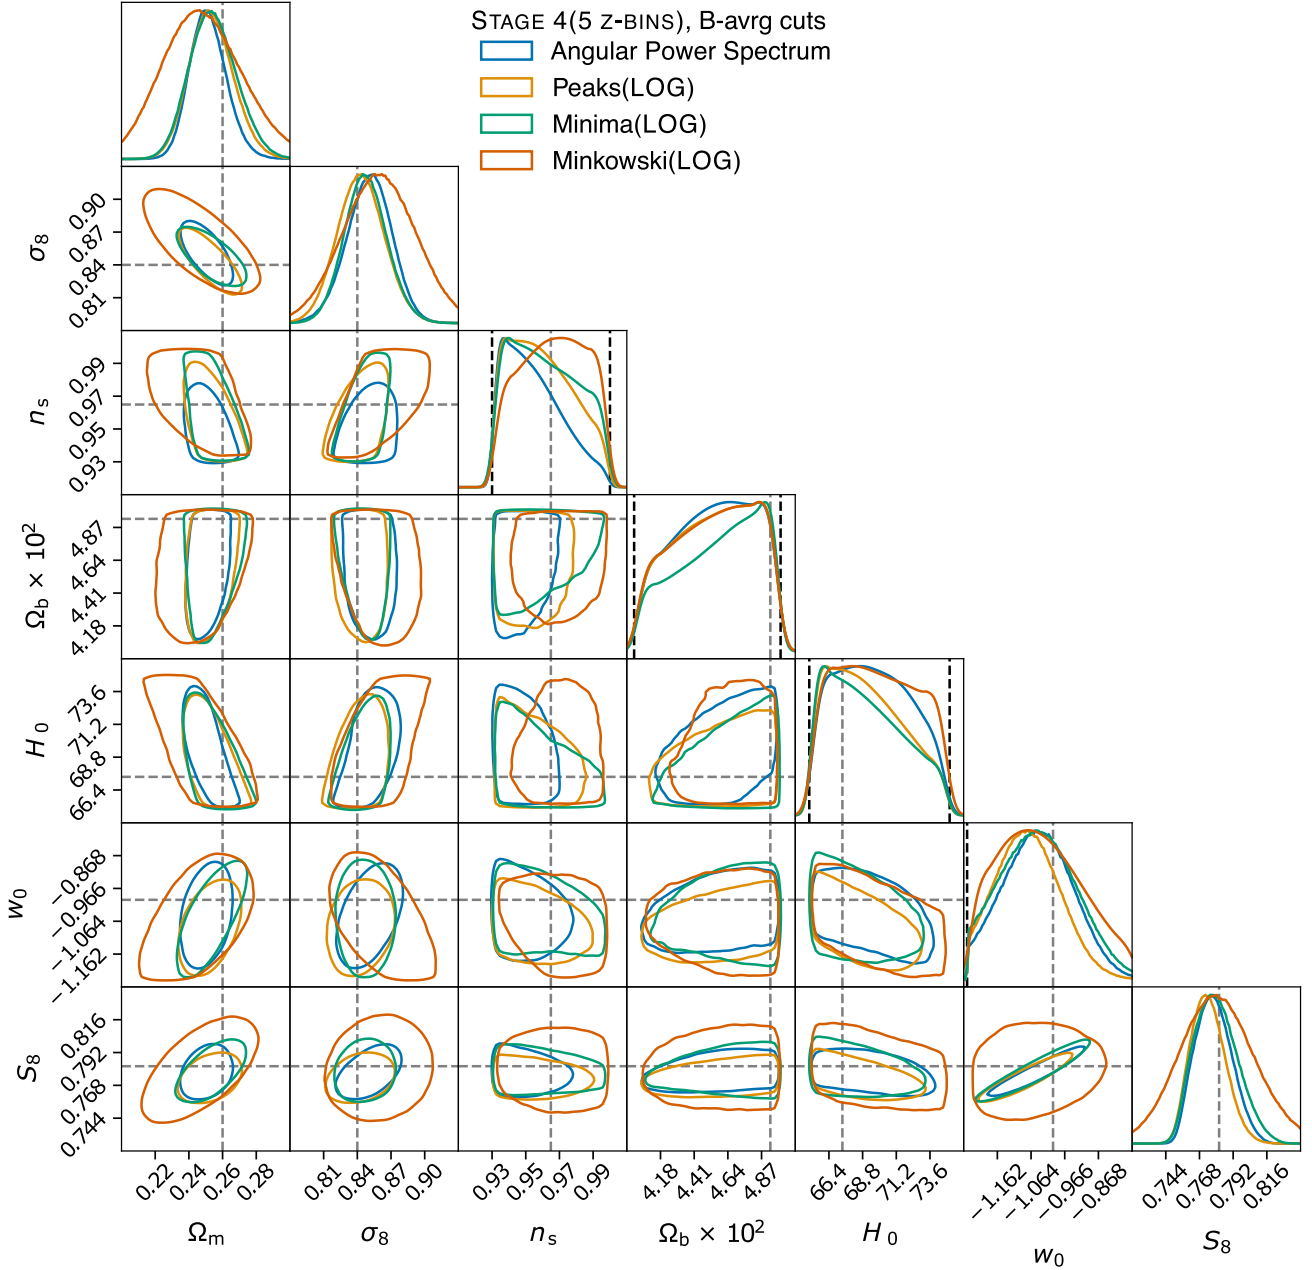 STAGE 4(5 Z-BINS), B-avrg cuts
Angular Power Spectrum
Peaks(LOG)
Minima(LOG)
Minkowski(LOG)
σ8
0.90
0.87
0.84
0.81
ns
0.99
0.97
0.95
0.93
Ωb × 10²
4.87
4.64
4.41
4.18
H0
73.6
71.2
68.8
66.4
w0
−0.868
−0.966
−1.064
−1.162
S8
0.816
0.792
0.768
0.744
0.22 0.24 0.26 0.28
0.81 0.84 0.87 0.90
0.93 0.95 0.97 0.99
4.18 4.41 4.64 4.87
66.4 68.8 71.2 73.6
−1.162 −1.064 −0.966 −0.868
0.744 0.768 0.792 0.816
Ωm σ8 ns Ωb × 10² H0 w0 S8